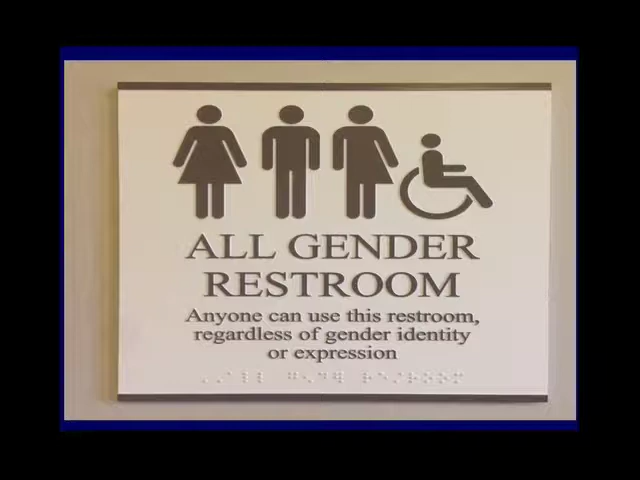 ALL GENDER
RESTROOM
Anyone can use this restroom,
regardless of gender identity
or expression